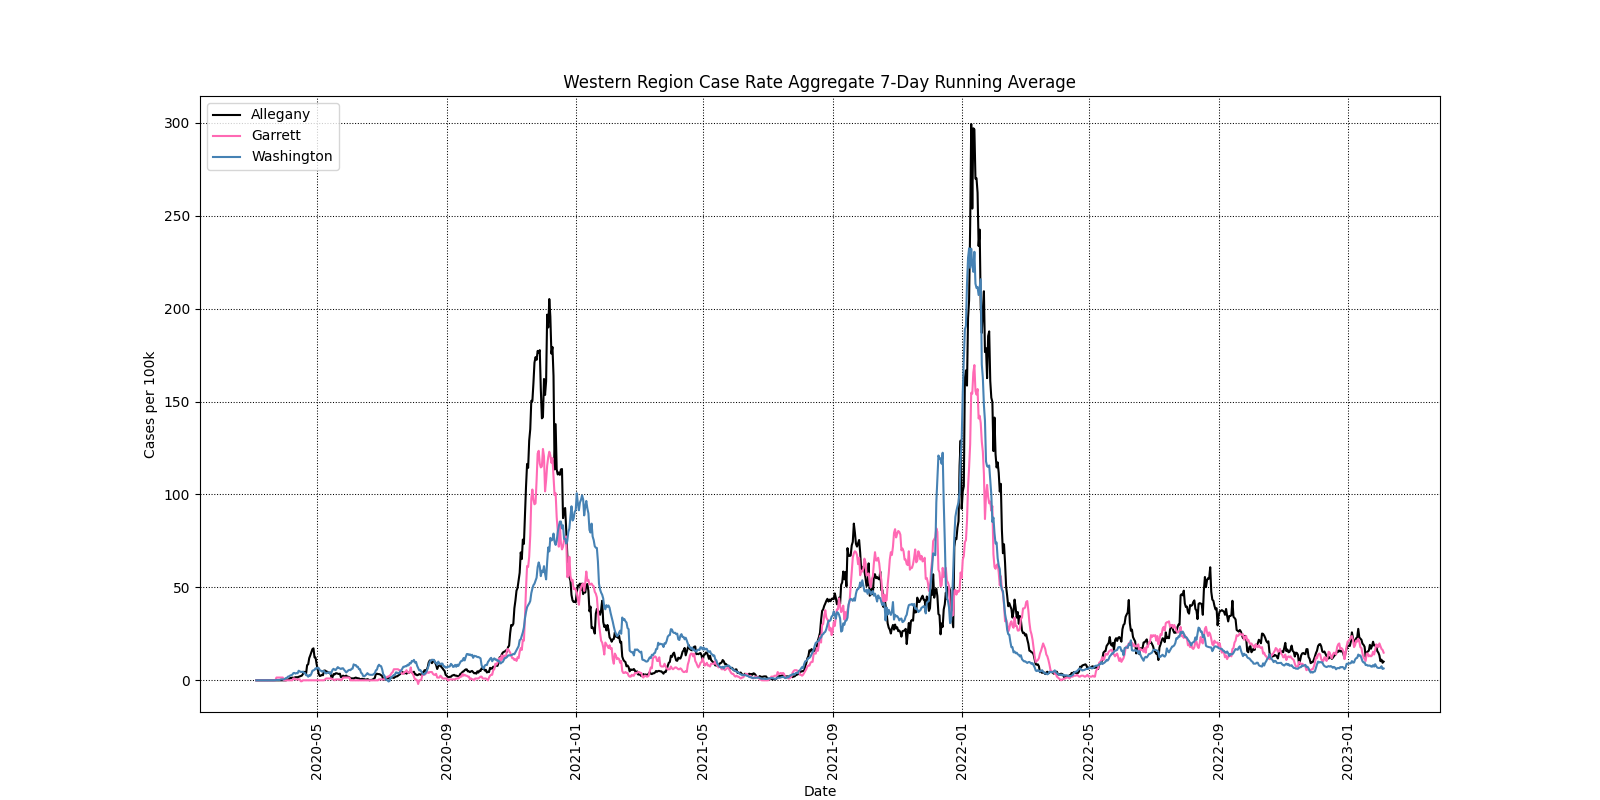 Western Region Case Rate Aggregate 7-Day Running Average
Allegany
Garrett
Washington
300
250
200
150
100
50
0
Cases per 100k
2020-05
2020-09
2021-01
2021-05
2021-09
2022-01
2022-05
2022-09
2023-01
Date